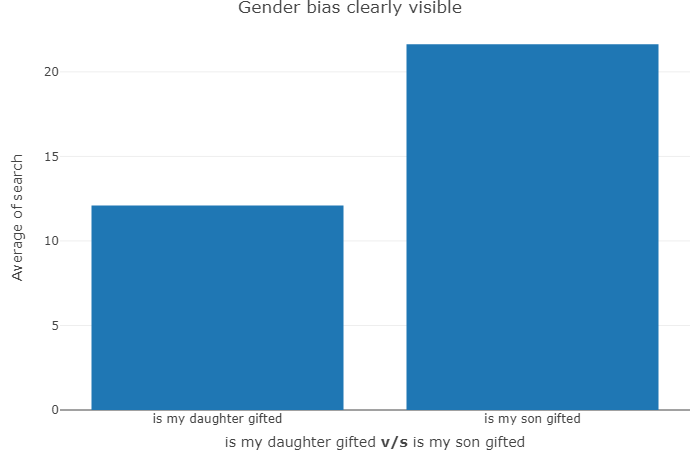 Gender bias clearly visible
Average of search
20
15
10
5
0
is my daughter gifted
is my son gifted
is my daughter gifted v/s is my son gifted